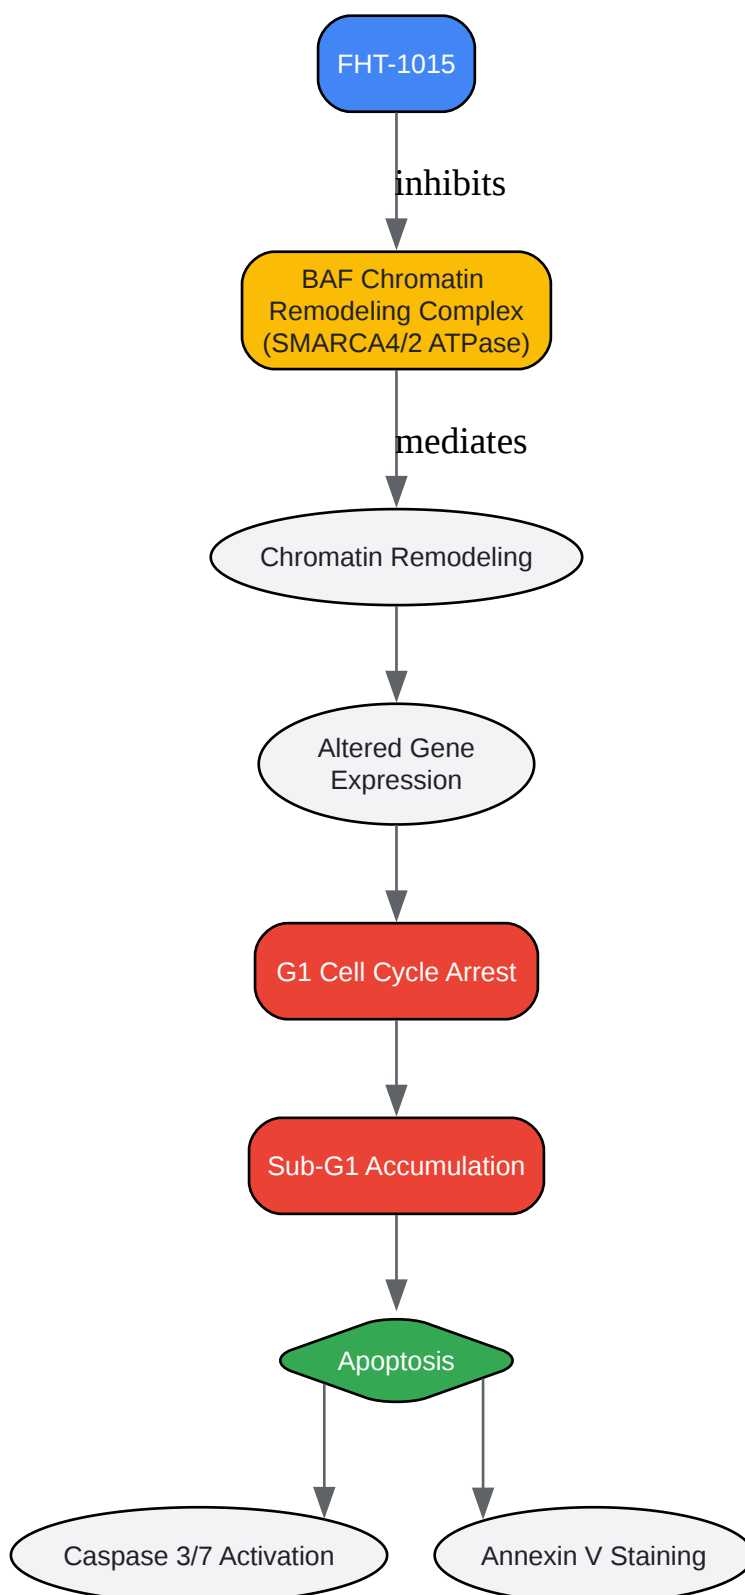 FHT-1015
inhibits
BAF Chromatin
Remodeling Complex
(SMARCA4/2 ATPase)
mediates
Chromatin Remodeling
Altered Gene
Expression
G1 Cell Cycle Arrest
Sub-G1 Accumulation
Apoptosis
Caspase 3/7 Activation
Annexin V Staining